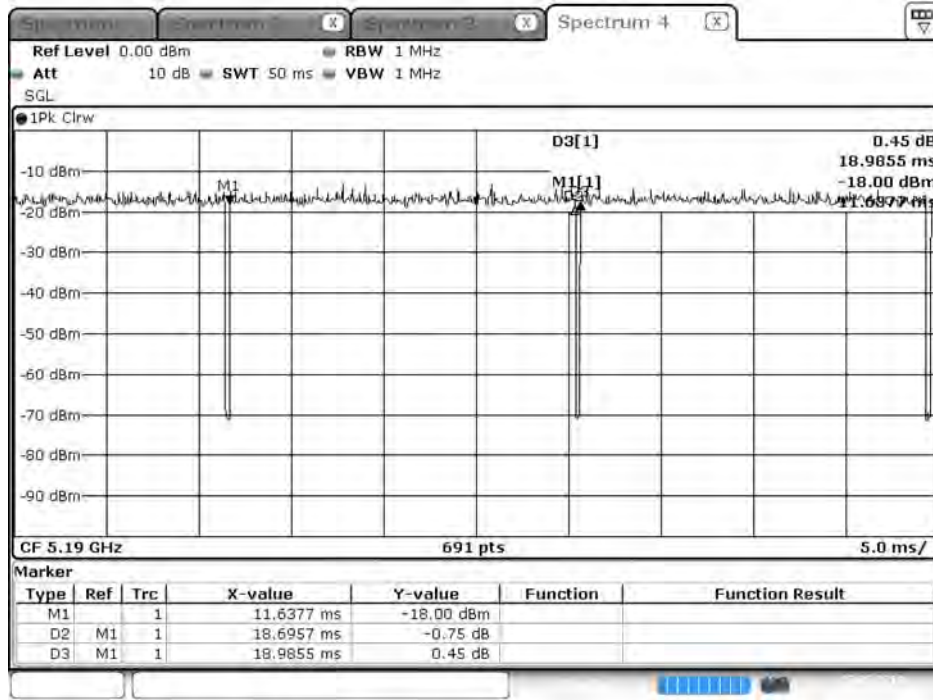 Spectrum 4
Ref Level 0.00 dBm RBW 1 MHz
Att 10 dB SWT 50 ms VBW 1 MHz
SGL
1Pk Clrw
D3[1] 0.45 dB
18.9855 ms
M1[1] -18.00 dBm
11.6377 ms
M1
-10 dBm
-20 dBm
-30 dBm
-40 dBm
-50 dBm
-60 dBm
-70 dBm
-80 dBm
-90 dBm
CF 5.19 GHz 691 pts 5.0 ms/
Marker
Type Ref Trc X-value Y-value Function Function Result
M1 1 11.6377 ms -18.00 dBm
D2 M1 1 18.6957 ms -0.75 dB
D3 M1 1 18.9855 ms 0.45 dB